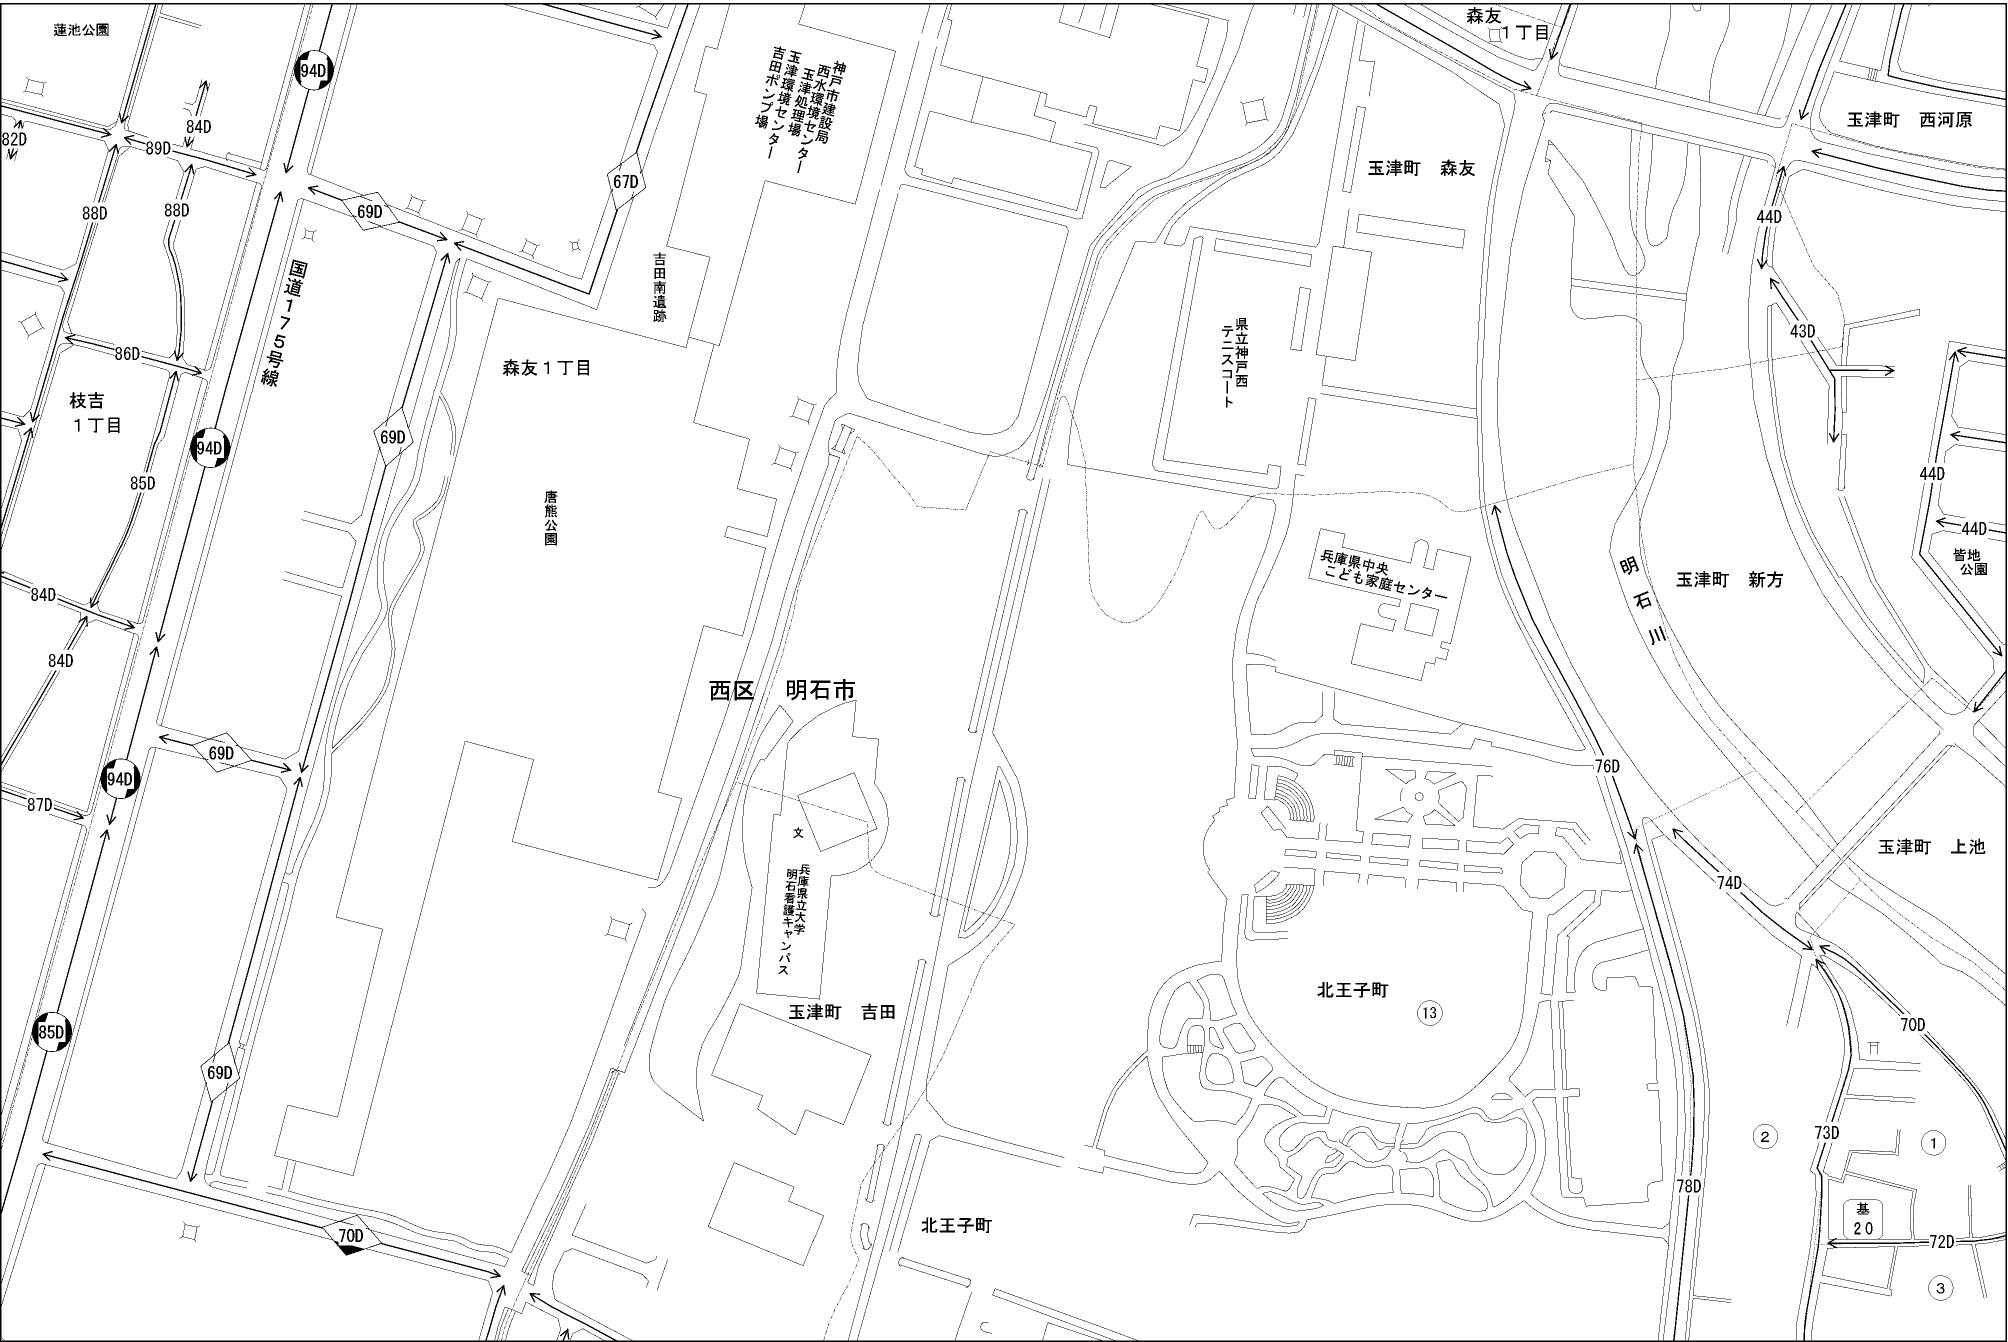 蓮池公園
94D
82D
84D
89D
88D
88D
69D
67D
神戸市建設局
西水環境センター
玉津処理場
玉津環境センター
吉田ポンプ場
森友
1丁目
玉津町 西河原
玉津町 森友
44D
国道175号線
吉田南遺跡
86D
枝吉
1丁目
森友1丁目
県立神戸西
テニスコート
43D
94D
69D
85D
唐熊公園
44D
44D
皆地
公園
兵庫県中央
こども家庭センター
明石川
玉津町 新方
84D
84D
西区 明石市
69D
94D
87D
76D
文
兵庫県立大学
明石看護キャンパス
74D
玉津町 上池
北王子町
13
玉津町 吉田
85D
69D
70D
2
73D
1
78D
基
20
70D
北王子町
72D
3